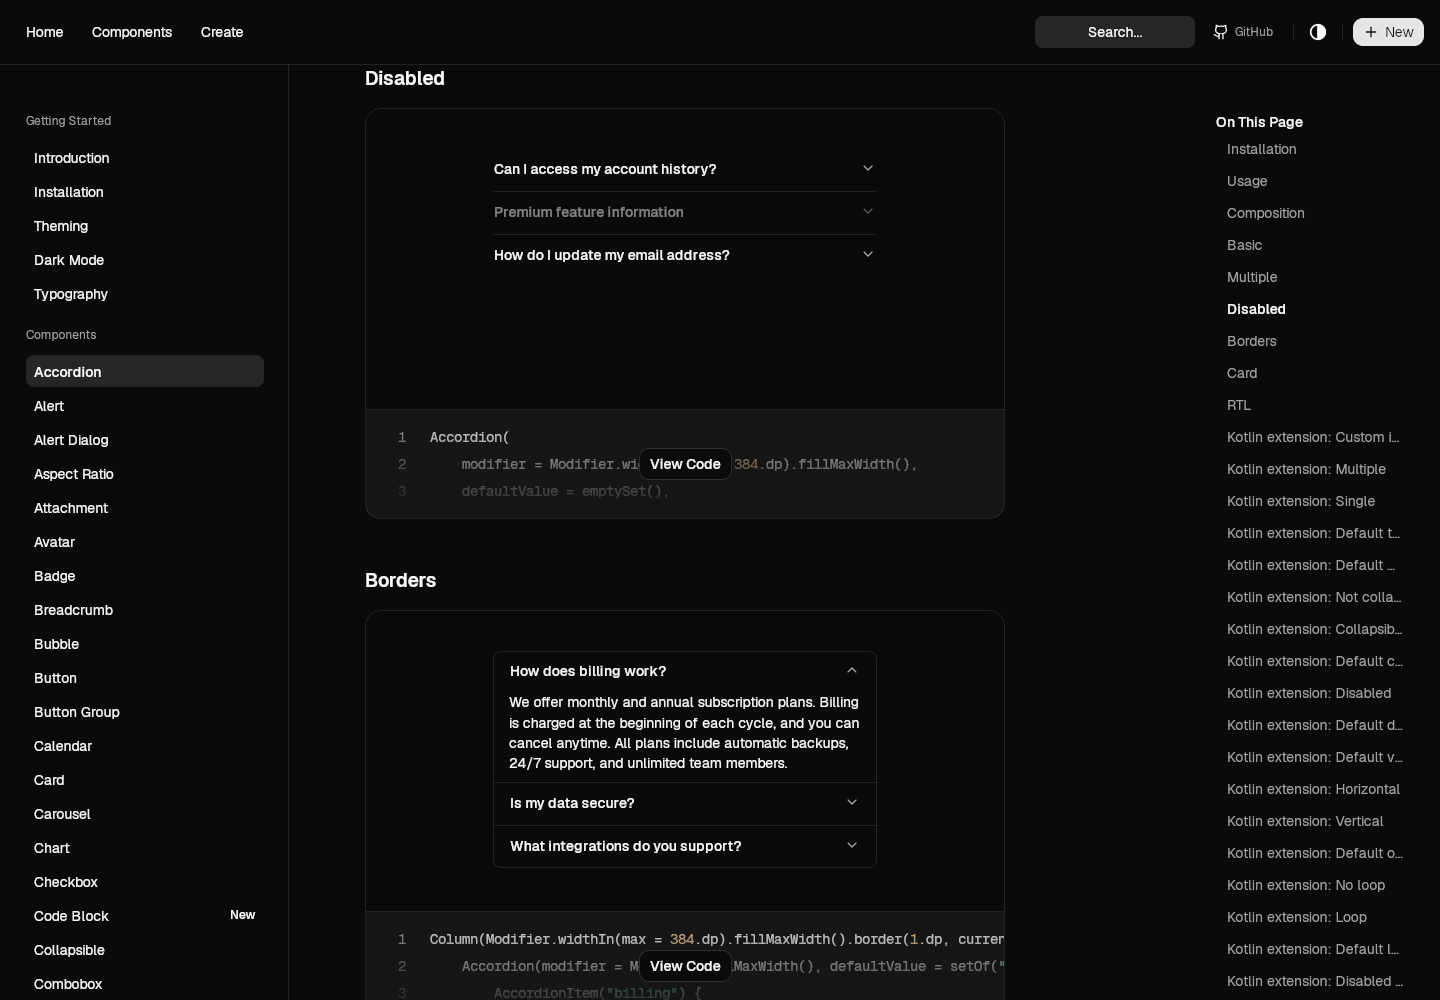 Home
Components
Create
Search...
GitHub
New
Getting Started
Introduction
Installation
Theming
Dark Mode
Typography
Components
Accordion
Alert
Alert Dialog
Aspect Ratio
Attachment
Avatar
Badge
Breadcrumb
Bubble
Button
Button Group
Calendar
Card
Carousel
Chart
Checkbox
Code Block
New
Collapsible
Combobox
Disabled
Can I access my account history?
Premium feature information
How do I update my email address?
1 Accordion(
2 modifier = Modifier.wi 384.dp).fillMaxWidth(),
View Code
3 defaultValue = emptySet(),
Borders
How does billing work?
We offer monthly and annual subscription plans. Billing
is charged at the beginning of each cycle, and you can
cancel anytime. All plans include automatic backups,
24/7 support, and unlimited team members.
Is my data secure?
What integrations do you support?
1 Column(Modifier.widthIn(max = 384.dp).fillMaxWidth().border(1.dp, curren
2 Accordion(modifier = M MaxWidth(), defaultValue = setOf("
View Code
3 AccordionItem("billing") {
On This Page
Installation
Usage
Composition
Basic
Multiple
Disabled
Borders
Card
RTL
Kotlin extension: Custom i...
Kotlin extension: Multiple
Kotlin extension: Single
Kotlin extension: Default t...
Kotlin extension: Default ...
Kotlin extension: Not colla...
Kotlin extension: Collapsib...
Kotlin extension: Default c...
Kotlin extension: Disabled
Kotlin extension: Default d...
Kotlin extension: Default v...
Kotlin extension: Horizontal
Kotlin extension: Vertical
Kotlin extension: Default o...
Kotlin extension: No loop
Kotlin extension: Loop
Kotlin extension: Default l...
Kotlin extension: Disabled ...